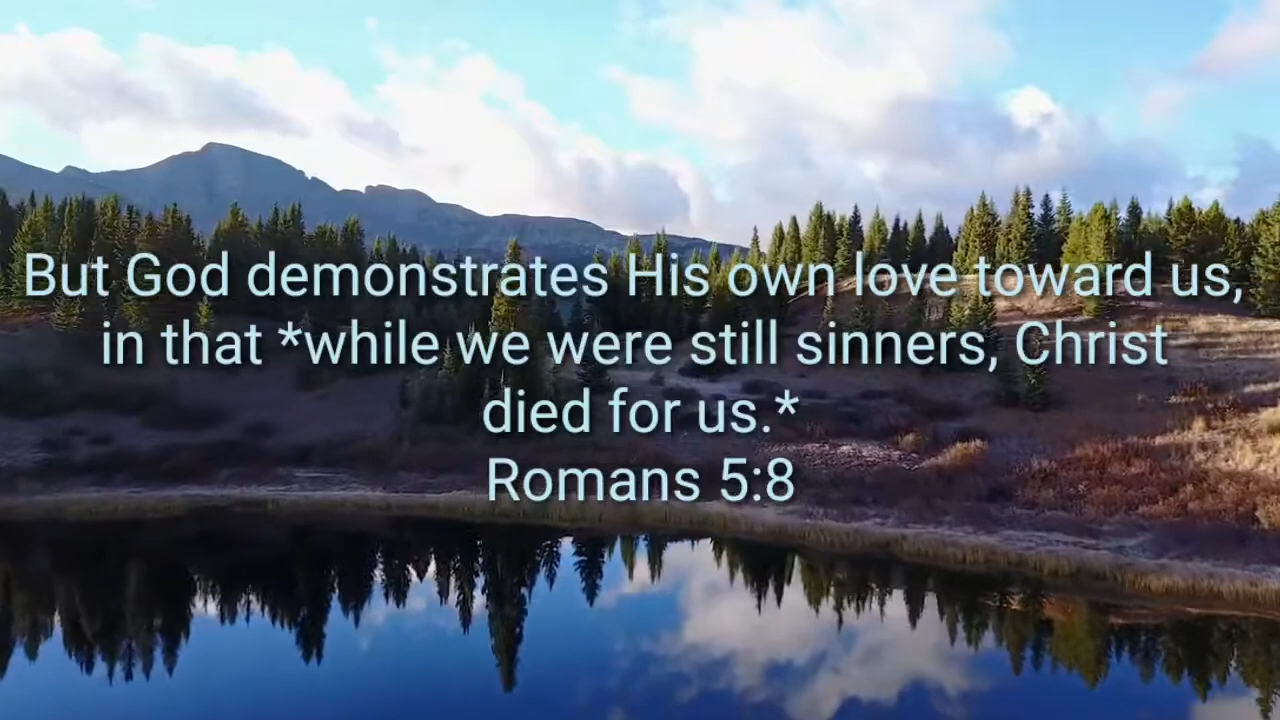 But God demonstrates His own love toward us,
in that *while we were still sinners, Christ
died for us.*
Romans 5:8